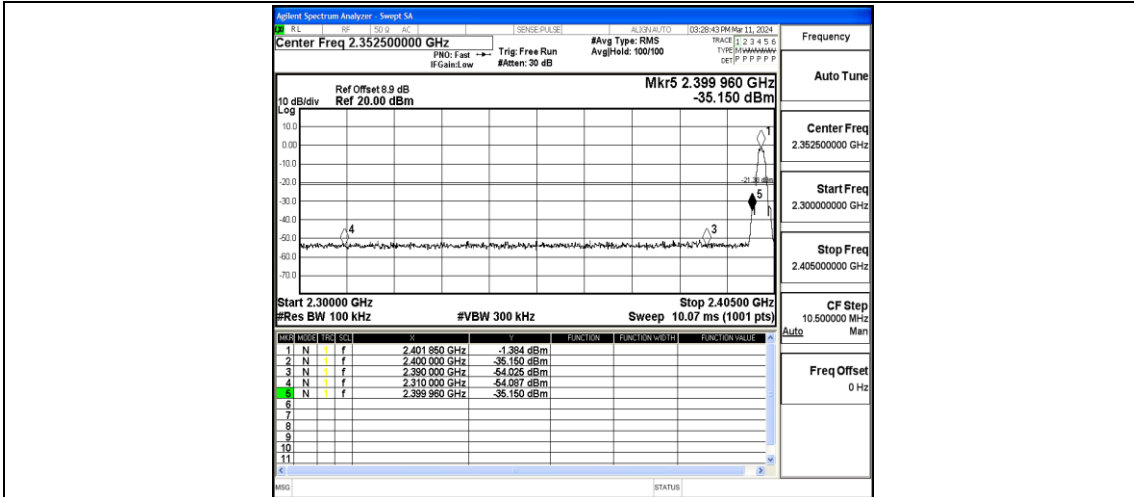 Agilent Spectrum Analyzer - Swept SA
RL RF 50 Ω AC SENSE:PULSE ALIGN AUTO 03:28:43 PM Mar 11, 2024
Center Freq 2.352500000 GHz
PNO: Fast
IFGain:Low
Trig: Free Run
#Atten: 30 dB
#Avg Type: RMS
Avg|Hold: 100/100
TRACE 1 2 3 4 5 6
TYPE M
DET P P P P P P
Mkr5 2.399 960 GHz
-35.150 dBm
Ref Offset 8.9 dB
10 dB/div Ref 20.00 dBm
Log
10.0
0.00
-10.0
-20.0
-30.0
-40.0
-50.0
-60.0
-70.0
1
-21.38 dBm
5
4
3
Start 2.30000 GHz Stop 2.40500 GHz
#Res BW 100 kHz #VBW 300 kHz Sweep 10.07 ms (1001 pts)
MKR MODE TRC SCL X Y FUNCTION FUNCTION WIDTH FUNCTION VALUE
1 N 1 f 2.401 850 GHz -1.384 dBm
2 N 1 f 2.400 000 GHz -35.150 dBm
3 N 1 f 2.390 000 GHz -54.025 dBm
4 N 1 f 2.310 000 GHz -54.087 dBm
5 N 1 f 2.399 960 GHz -35.150 dBm
6
7
8
9
10
11
MSG STATUS
Frequency
Auto Tune
Center Freq
2.352500000 GHz
Start Freq
2.300000000 GHz
Stop Freq
2.405000000 GHz
CF Step
10.500000 MHz
Auto Man
Freq Offset
0 Hz